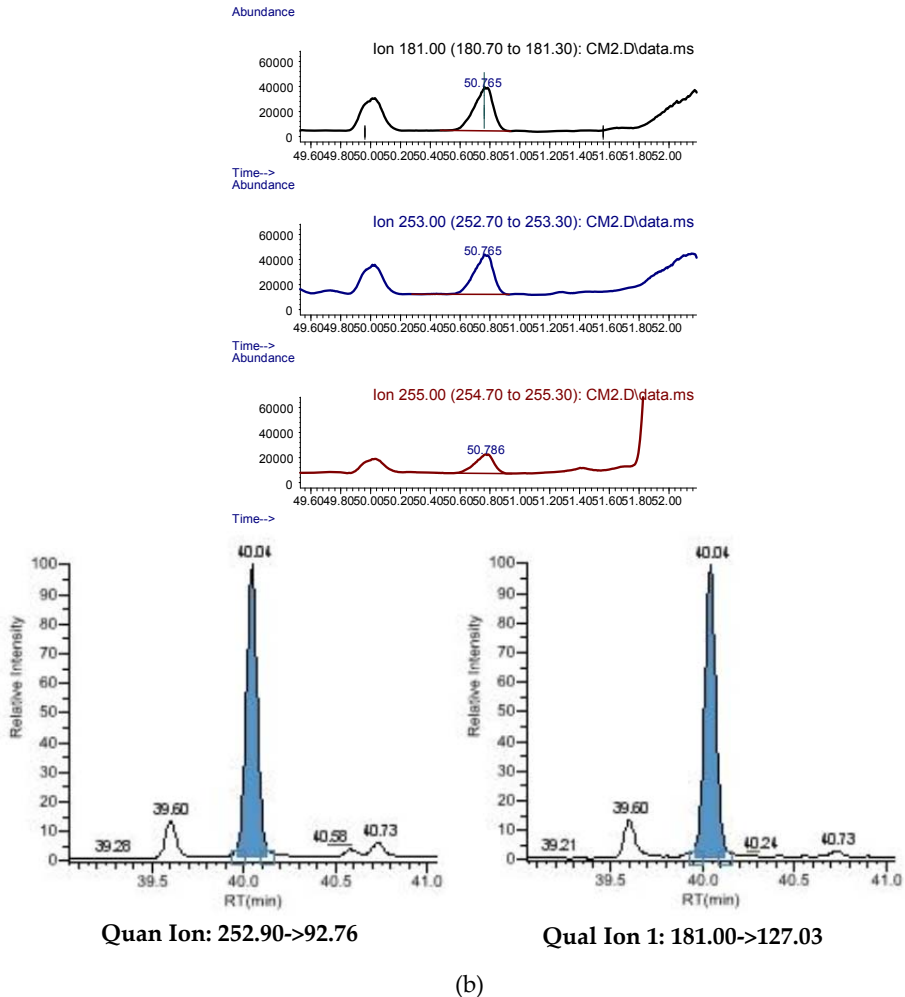 Abundance
Ion 181.00 (180.70 to 181.30): CM2.D\data.ms
60000
50.765
40000
20000
0
49.6049.8050.0050.2050.4050.6050.8051.0051.2051.4051.6051.8052.00
Time-->
Abundance
Ion 253.00 (252.70 to 253.30): CM2.D\data.ms
60000
50.765
40000
20000
0
49.6049.8050.0050.2050.4050.6050.8051.0051.2051.4051.6051.8052.00
Time-->
Abundance
Ion 255.00 (254.70 to 255.30): CM2.D\data.ms
60000
40000
50.786
20000
0
49.6049.8050.0050.2050.4050.6050.8051.0051.2051.4051.6051.8052.00
Time-->
40.04
100
90
80
70
60
50
40
30
20
10
0
Relative Intensity
39.28
39.60
40.58
40.73
39.5 40.0 40.5 41.0
RT(min)
Quan Ion: 252.90->92.76
40.04
100
90
80
70
60
50
40
30
20
10
0
Relative Intensity
39.21
39.60
40.24
40.73
39.5 40.0 40.5 41.0
RT(min)
Qual Ion 1: 181.00->127.03
(b)